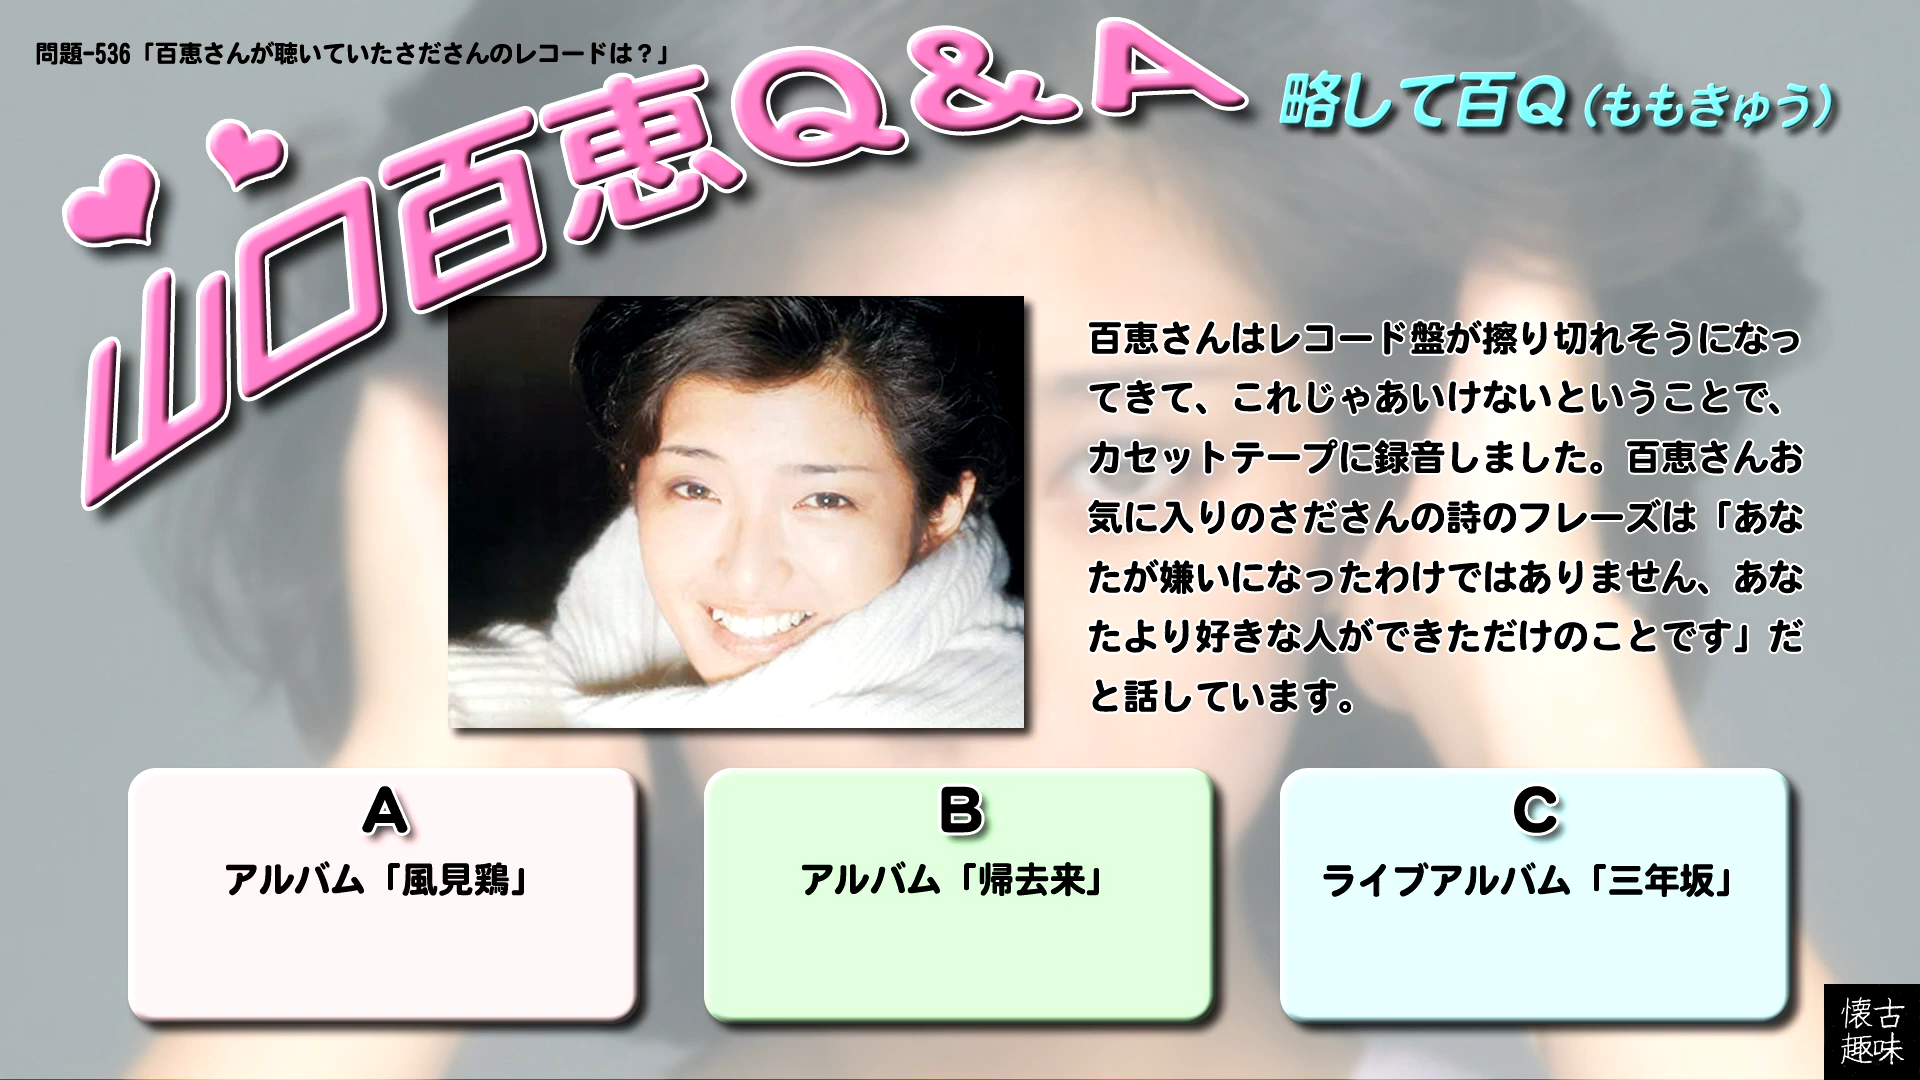 問題-536「百恵さんが聴いていたさださんのレコードは？」
山口百恵Q&A
略して百Q（ももきゅう）
百恵さんはレコード盤が擦り切れそうになっ
てきて、これじゃあいけないということで、
カセットテープに録音しました。百恵さんお
気に入りのさださんの詩のフレーズは「あな
たが嫌いになったわけではありません、あな
たより好きな人ができただけのことです」だ
と話しています。
A
アルバム「風見鶏」
B
アルバム「帰去来」
C
ライブアルバム「三年坂」
懐古
趣味